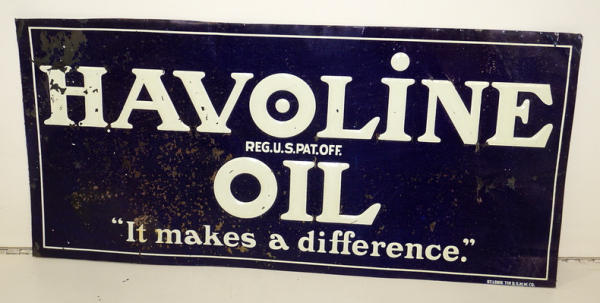 HAVOLiNE
REG.U.S.PAT.OFF.
OIL
"It makes a difference."